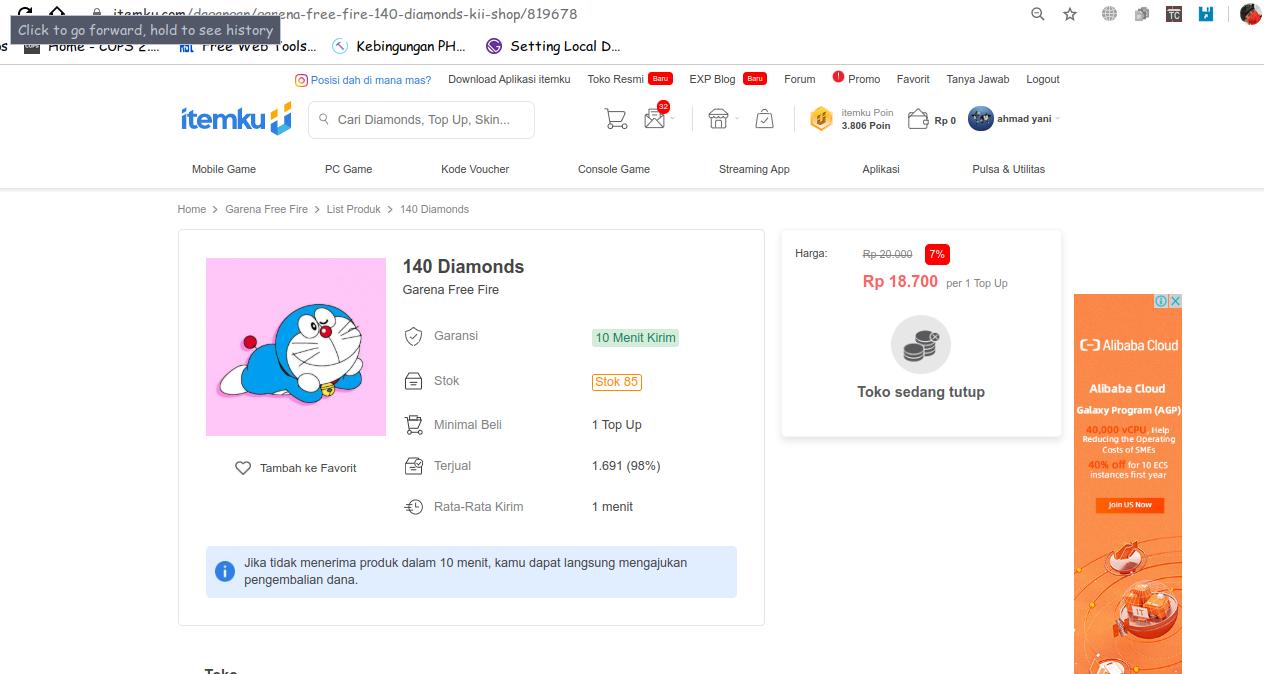 itemku.com/dagangan/garena-free-fire-140-diamonds-kii-shop/819678
Click to go forward, hold to see history
Home - COPS 2.... Free Web Tools... Kebingungan PH... Setting Local D...
Posisi dah di mana mas? Download Aplikasi itemku Toko Resmi Baru EXP Blog Baru Forum Promo Favorit Tanya Jawab Logout
itemku Cari Diamonds, Top Up, Skin... 32 itemku Poin
3.806 Poin Rp 0 ahmad yani
Mobile Game PC Game Kode Voucher Console Game Streaming App Aplikasi Pulsa & Utilitas
Home > Garena Free Fire > List Produk > 140 Diamonds
140 Diamonds
Garena Free Fire
Garansi 10 Menit Kirim
Stok Stok 85
Minimal Beli 1 Top Up
Terjual 1.691 (98%)
Rata-Rata Kirim 1 menit
Tambah ke Favorit
Jika tidak menerima produk dalam 10 menit, kamu dapat langsung mengajukan
pengembalian dana.
Harga: Rp 20.000 7%
Rp 18.700 per 1 Top Up
Toko sedang tutup
Alibaba Cloud
Alibaba Cloud
Galaxy Program (AGP)
40,000 vCPU, Help
Reducing the Operating
Costs of SMEs
40% off for 10 ECS
instances first year
Join US Now
IT
Toko